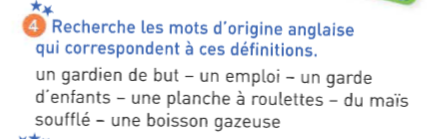 4 Recherche les mots d'origine anglaise
qui correspondent à ces définitions.
un gardien de but – un emploi – un garde
d'enfants – une planche à roulettes – du maïs
soufflé – une boisson gazeuse